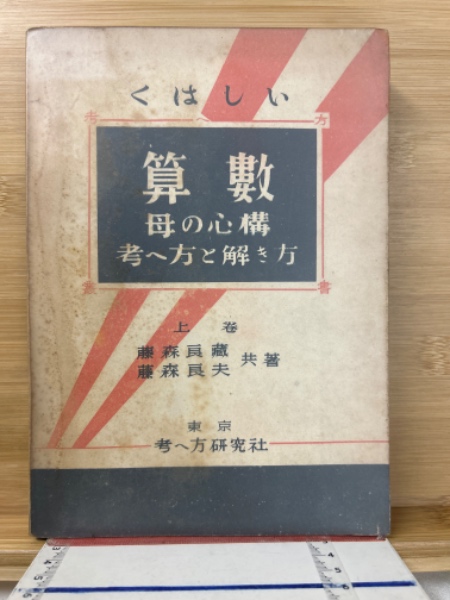 くはしい
考へ方
算數
母の心構
考へ方と解き方
叢書
上卷
藤森良藏
藤森良夫
共著
東京
考へ方研究社